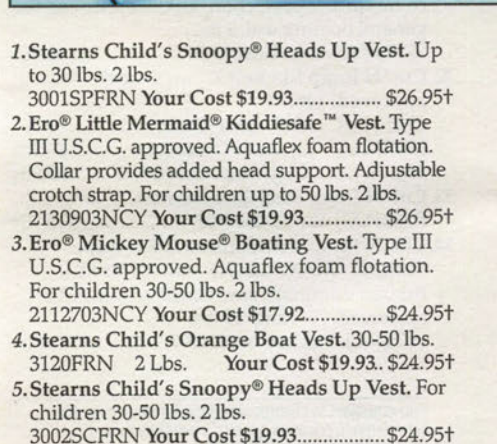 1. Stearns Child's Snoopy® Heads Up Vest. Up
to 30 lbs. 2 lbs.
3001SPFRN Your Cost $19.93.................. $26.95†
2. Ero® Little Mermaid® Kiddiesafe™ Vest. Type
III U.S.C.G. approved. Aquaflex foam flotation.
Collar provides added head support. Adjustable
crotch strap. For children up to 50 lbs. 2 lbs.
2130903NCY Your Cost $19.93............... $26.95†
3. Ero® Mickey Mouse® Boating Vest. Type III
U.S.C.G. approved. Aquaflex foam flotation.
For children 30-50 lbs. 2 lbs.
2112703NCY Your Cost $17.92............... $24.95†
4. Stearns Child's Orange Boat Vest. 30-50 lbs.
3120FRN 2 Lbs. Your Cost $19.93.. $24.95†
5. Stearns Child's Snoopy® Heads Up Vest. For
children 30-50 lbs. 2 lbs.
3002SCFRN Your Cost $19.93................. $24.95†